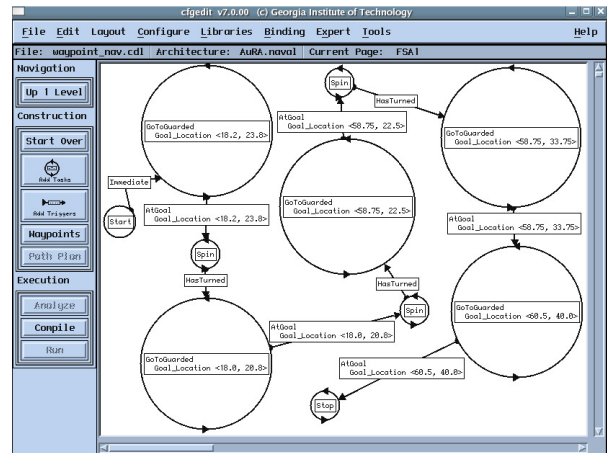 cfgedit v7.0.00 (c) Georgia Institute of Technology
File Edit Layout Configure Libraries Binding Expert Tools Help
File: waypoint_nav.cdl Architecture: AuRA.naval Current Page: FSA1
Navigation
Up 1 Level
Construction
Start Over
Add Tasks
Add Triggers
Waypoints
Path Plan
Execution
Analyze
Compile
Run
Start
Immediate
GoToGuarded
Goal_Location <18.2, 23.8>
AtGoal
Goal_Location <18.2, 23.8>
Spin
HasTurned
GoToGuarded
Goal_Location <18.0, 20.8>
AtGoal
Goal_Location <18.0, 20.8>
Spin
HasTurned
GoToGuarded
Goal_Location <58.75, 22.5>
AtGoal
Goal_Location <58.75, 22.5>
Spin
HasTurned
GoToGuarded
Goal_Location <58.75, 33.75>
AtGoal
Goal_Location <58.75, 33.75>
GoToGuarded
Goal_Location <60.5, 40.0>
AtGoal
Goal_Location <60.5, 40.0>
Stop